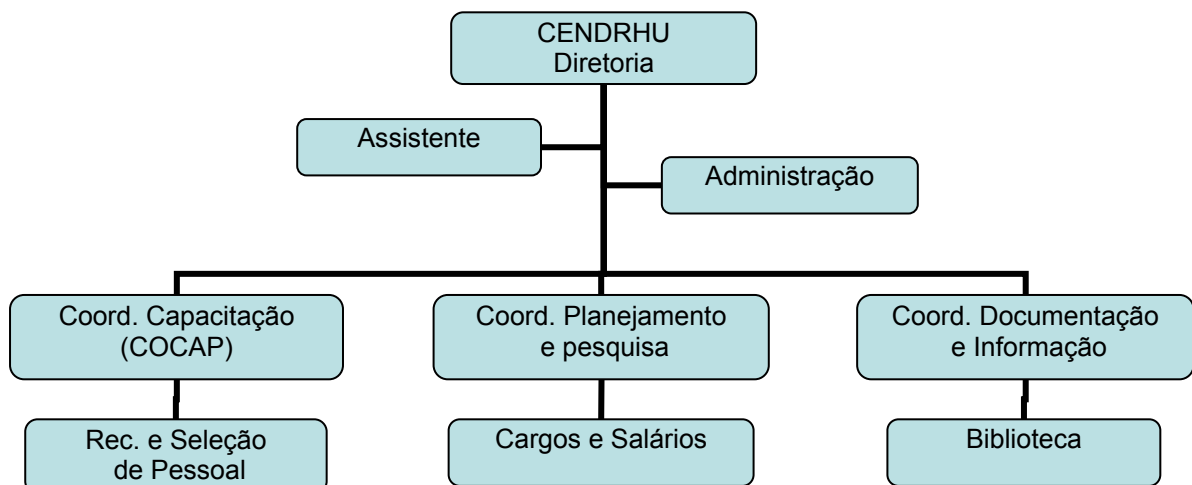 CENDRHU
Diretoria
Assistente
Administração
Coord. Capacitação
(COCAP)
Coord. Planejamento
e pesquisa
Coord. Documentação
e Informação
Rec. e Seleção
de Pessoal
Cargos e Salários
Biblioteca